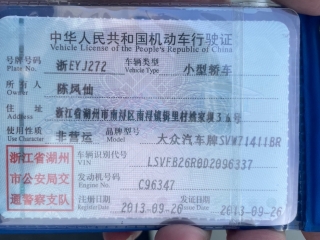 中华人民共和国机动车行驶证
Vehicle License of the People's Republic of China
号牌号码 Plate No. 浙EYJ272 车辆类型 Vehicle Type 小型轿车
所有人 Owner 陈凤仙
住址 Address 浙江省湖州市南浔区南浔镇
使用性质 Use Character 非营运 品牌型号 Model 大众汽车牌SVW71411BR
浙江省湖州市公安局交通警察支队
车辆识别代号 VIN LSVFB26R0D2096337
发动机号码 Engine No. C96347
注册日期 Register Date 2013-09-26 发证日期 Issue Date 2013-09-26